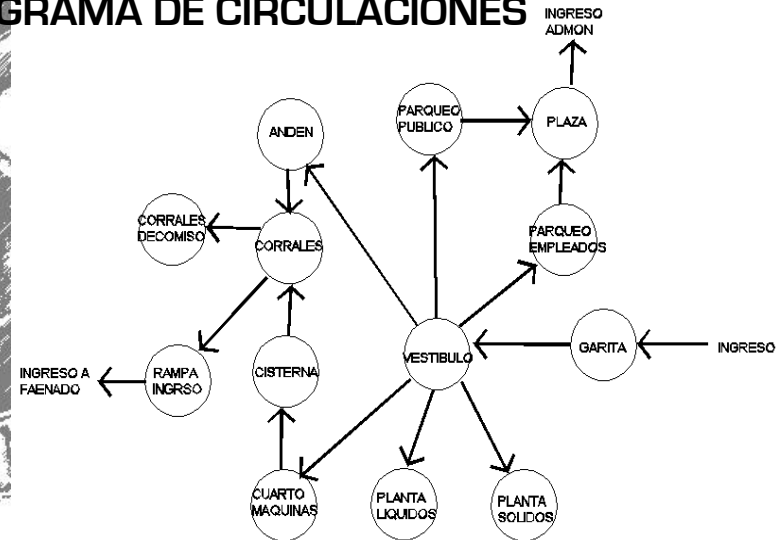 GRAMA DE CIRCULACIONES
INGRESO
ADMON
PARQUEO
PUBLICO
PLAZA
ANDEN
CORRALES
DECOMISO
CORRALES
PARQUEO
EMPLEADOS
VESTIBULO
GARITA
INGRESO
INGRESO A
FAENADO
RAMPA
INGRSO
CISTERNA
CUARTO
MAQUINAS
PLANTA
LIQUIDOS
PLANTA
SOLIDOS